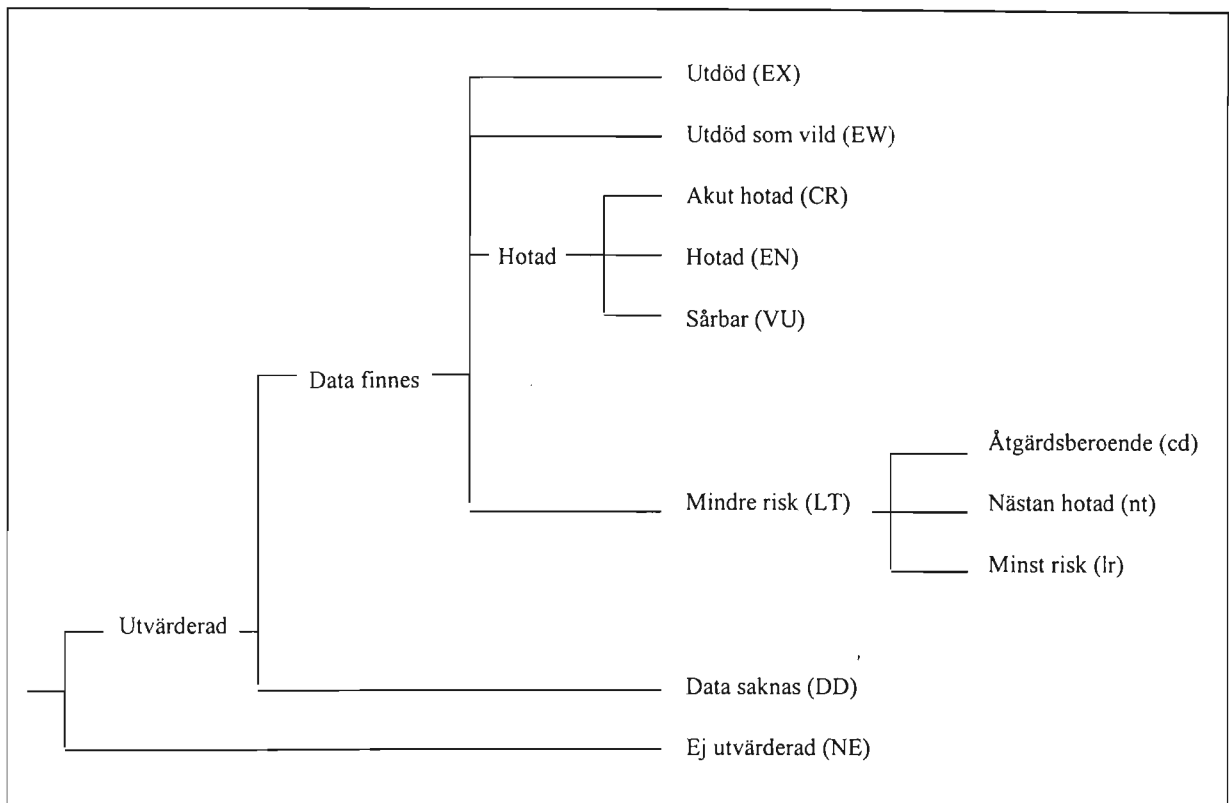 Utdöd (EX)
Utdöd som vild (EW)
Akut hotad (CR)
Hotad
Hotad (EN)
Sårbar (VU)
Data finnes
Åtgärdsberoende (cd)
Mindre risk (LT)
Nästan hotad (nt)
Minst risk (lr)
Utvärderad
Data saknas (DD)
Ej utvärderad (NE)